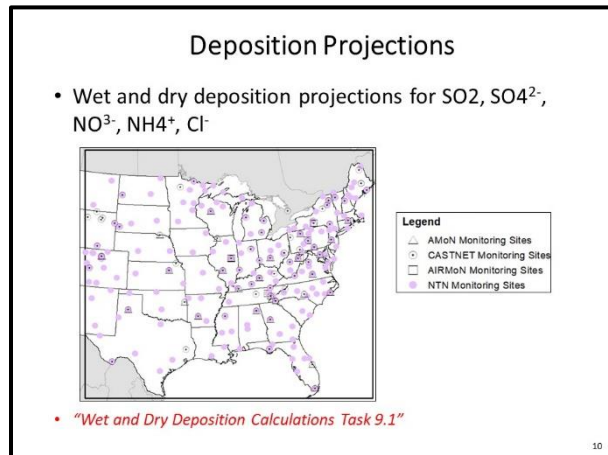 Deposition Projections
• Wet and dry deposition projections for SO2, SO4²⁻,
NO³⁻, NH4⁺, Cl⁻
Legend
AMoN Monitoring Sites
CASTNET Monitoring Sites
AIRMoN Monitoring Sites
NTN Monitoring Sites
• “Wet and Dry Deposition Calculations Task 9.1”
10